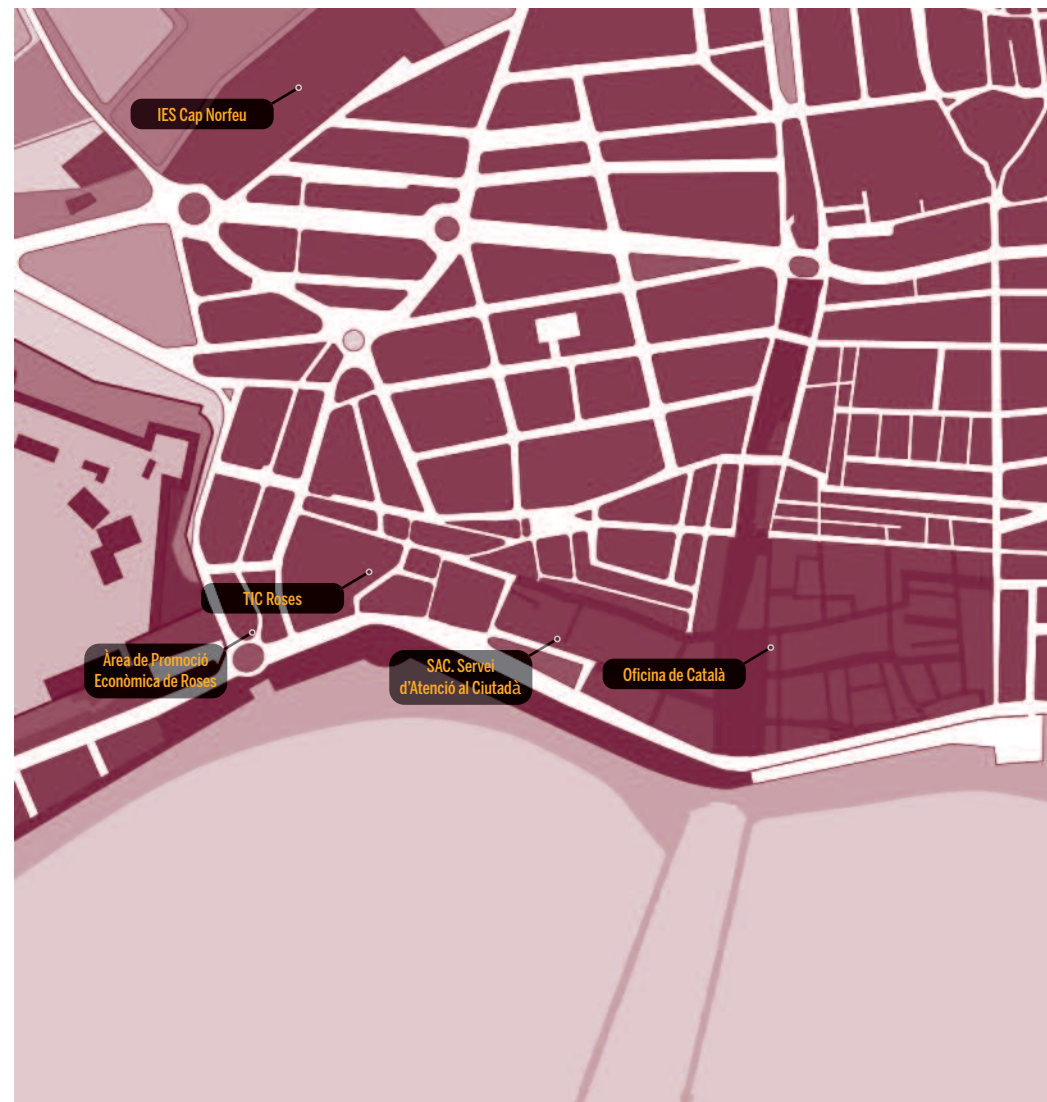 IES Cap Norfeu
TIC Roses
Àrea de Promoció
Econòmica de Roses
SAC. Servei
d'Atenció al Ciutadà
Oficina de Català